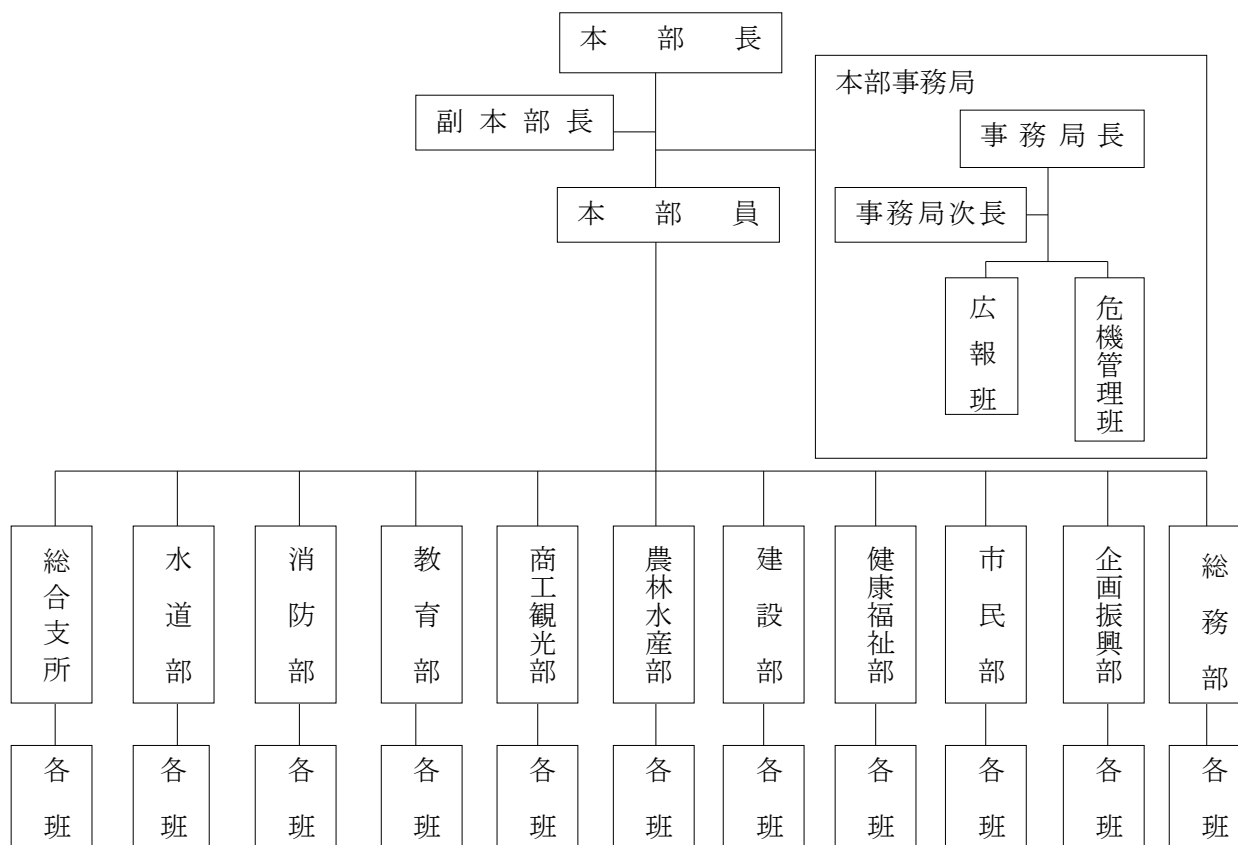 本部長
副本部長
本部員
本部事務局
事務局長
事務局次長
広報班
危機管理班
総合支所
水道部
消防部
教育部
商工観光部
農林水産部
建設部
健康福祉部
市民部
企画振興部
総務部
各班
各班
各班
各班
各班
各班
各班
各班
各班
各班
各班